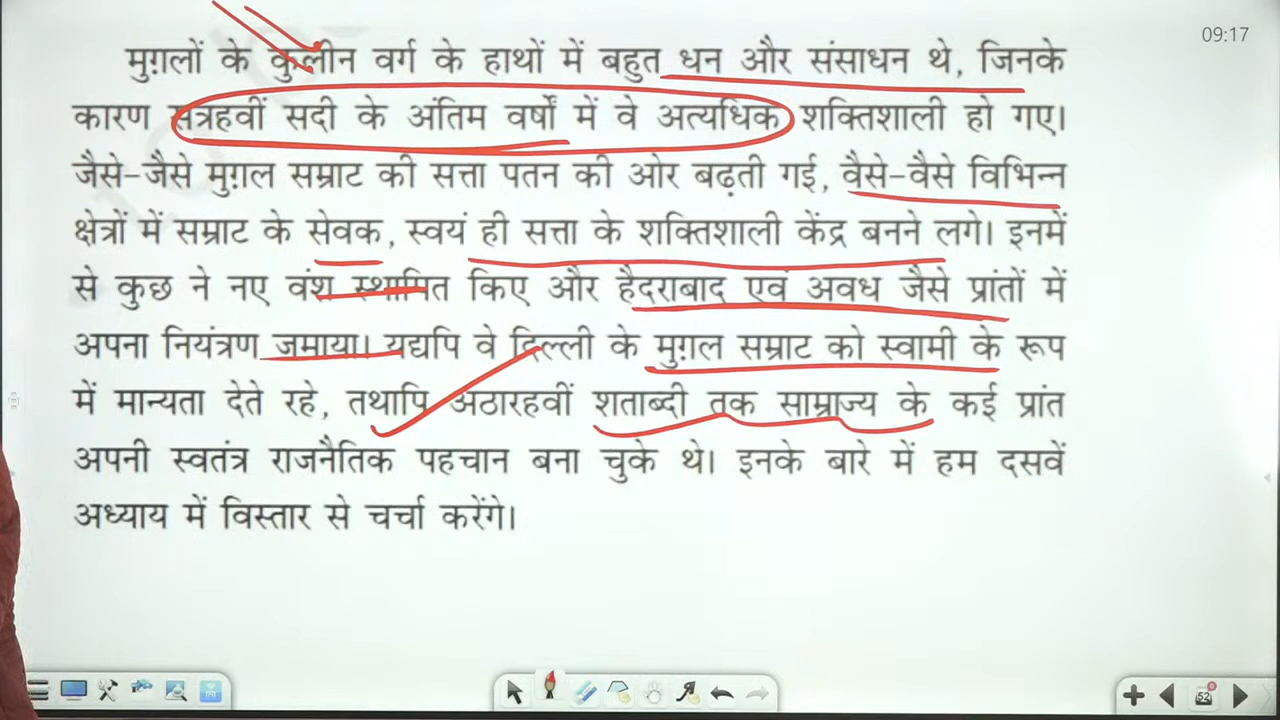 09:17
मुग़लों के कुलीन वर्ग के हाथों में बहुत धन और संसाधन थे, जिनके
कारण सत्रहवीं सदी के अंतिम वर्षों में वे अत्यधिक शक्तिशाली हो गए।
जैसे-जैसे मुग़ल सम्राट की सत्ता पतन की ओर बढ़ती गई, वैसे-वैसे विभिन्न
क्षेत्रों में सम्राट के सेवक, स्वयं ही सत्ता के शक्तिशाली केंद्र बनने लगे। इनमें
से कुछ ने नए वंश स्थापित किए और हैदराबाद एवं अवध जैसे प्रांतों में
अपना नियंत्रण जमाया। यद्यपि वे दिल्ली के मुग़ल सम्राट को स्वामी के रूप
में मान्यता देते रहे, तथापि अठारहवीं शताब्दी तक साम्राज्य के कई प्रांत
अपनी स्वतंत्र राजनैतिक पहचान बना चुके थे। इनके बारे में हम दसवें
अध्याय में विस्तार से चर्चा करेंगे।
52